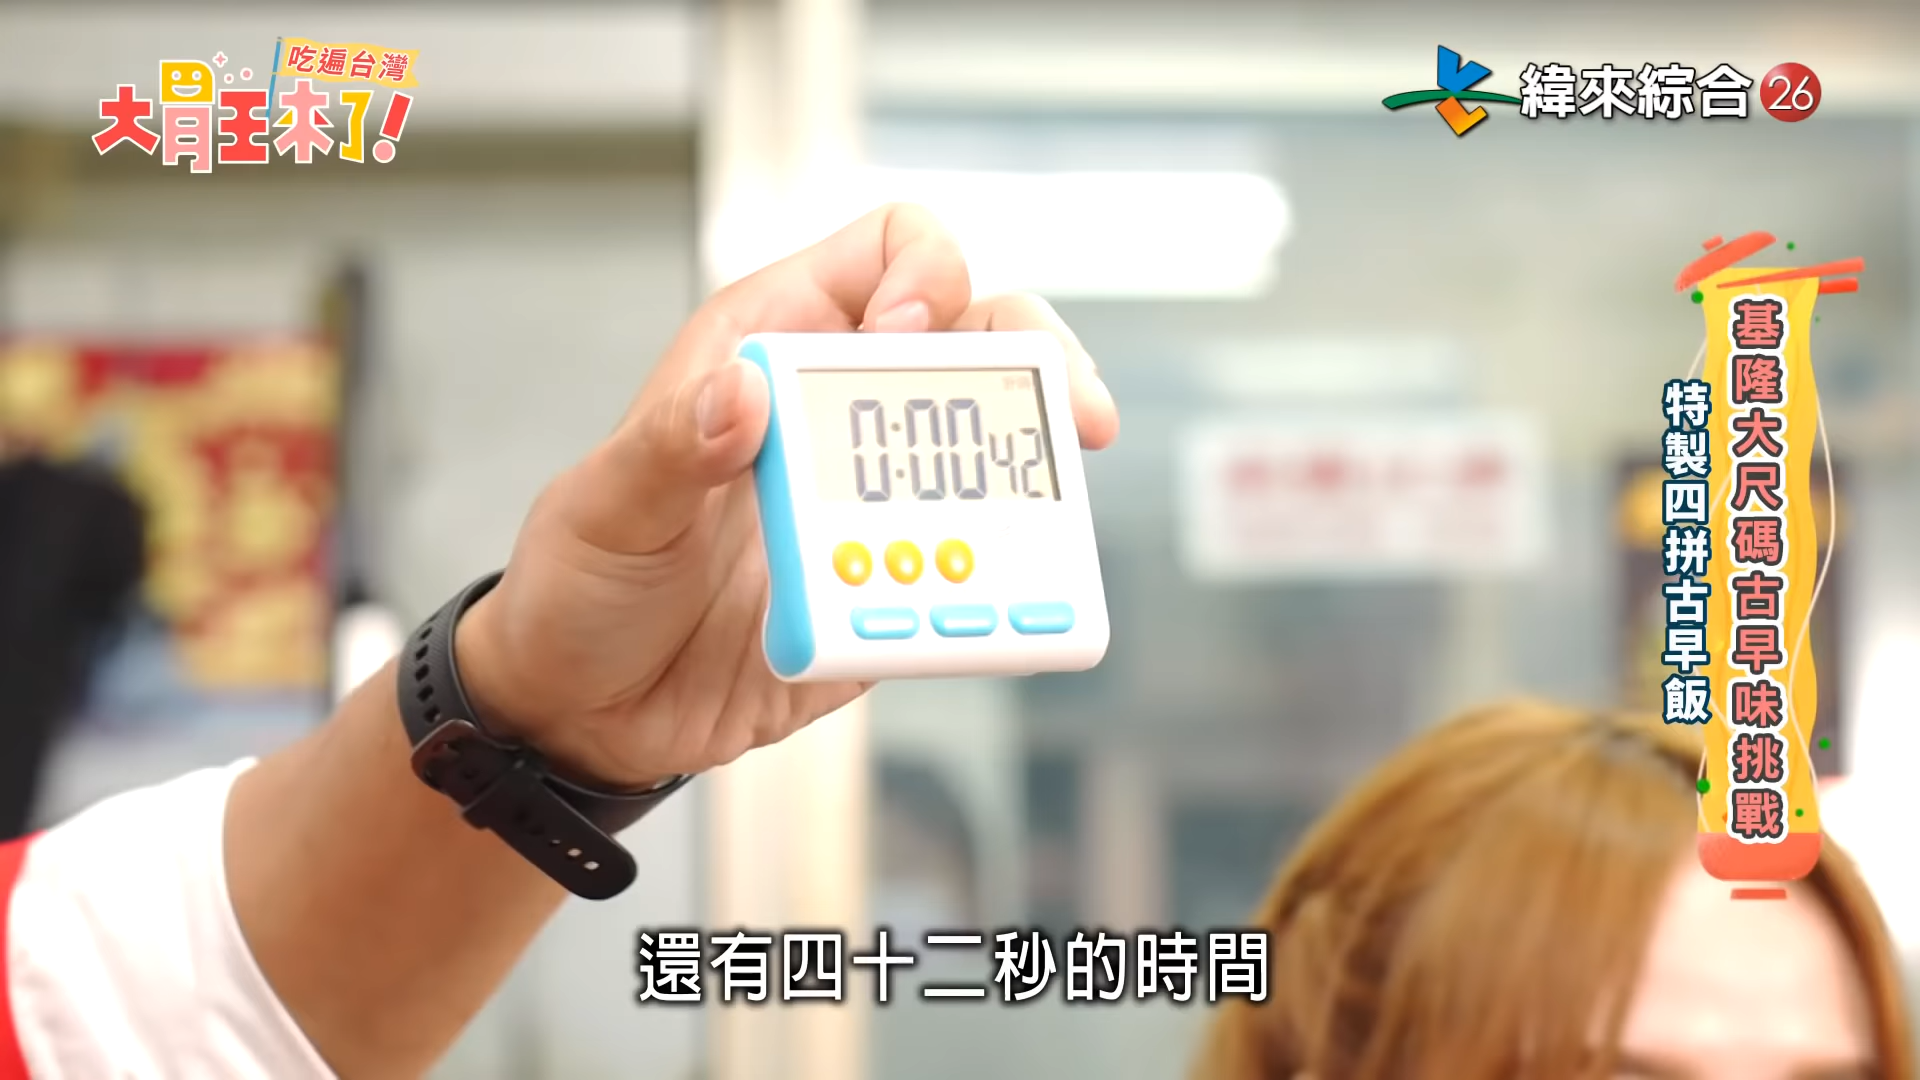 吃遍台灣
大胃王來了!
緯來綜合 26
基隆大尺碼古早味挑戰
特製四拼古早飯
0:00 42
還有四十二秒的時間